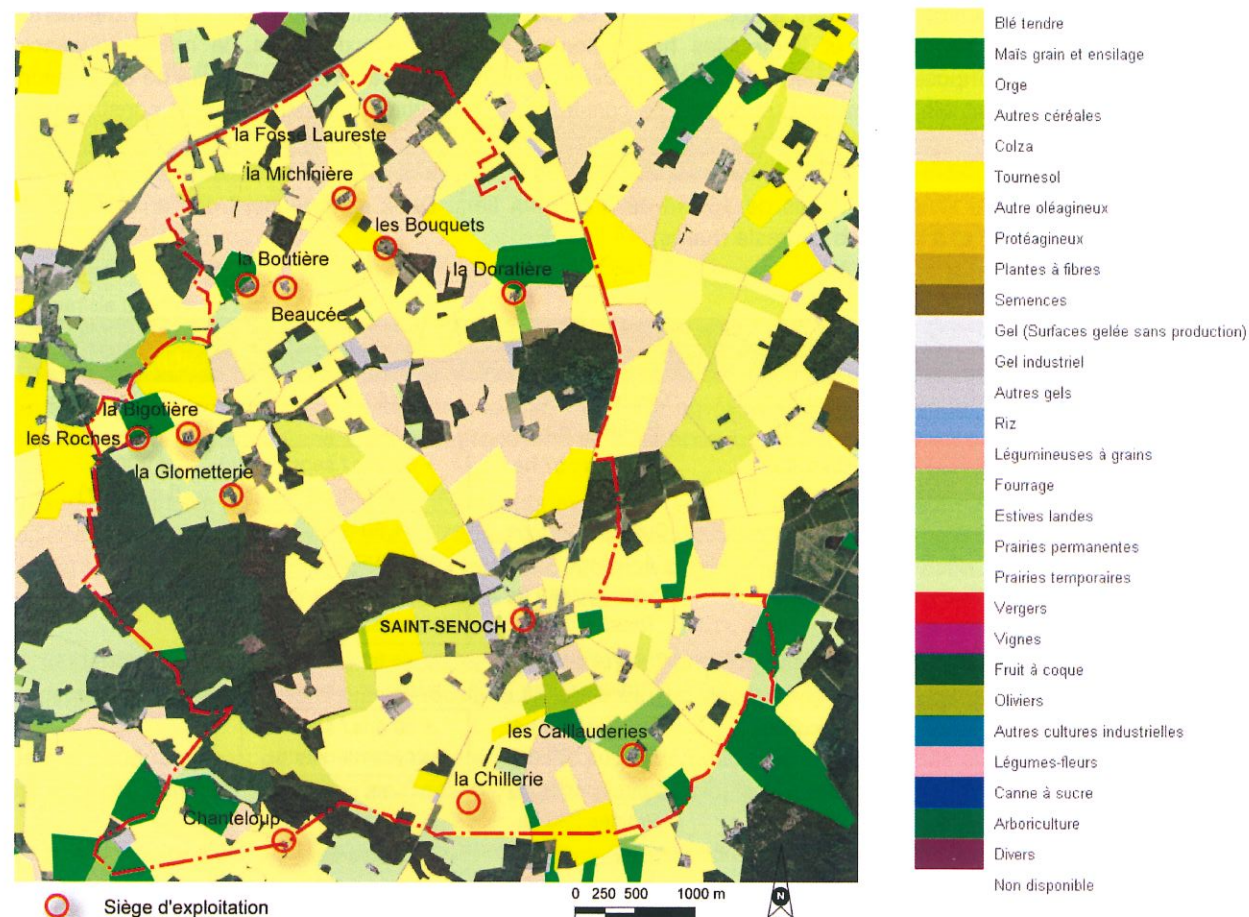 la Fosse Laureste
la Michinière
les Bouquets
la Boutière
la Doratière
Beaucée
la Bigotière
les Roches
la Glometterie
SAINT-SENOCH
les Caillauderies
la Chillerie
Chanteloup
Siège d'exploitation
0 250 500 1000 m
N
Blé tendre
Maïs grain et ensilage
Orge
Autres céréales
Colza
Tournesol
Autre oléagineux
Protéagineux
Plantes à fibres
Semences
Gel (Surfaces gelée sans production)
Gel industriel
Autres gels
Riz
Légumineuses à grains
Fourrage
Estives landes
Prairies permanentes
Prairies temporaires
Vergers
Vignes
Fruit à coque
Oliviers
Autres cultures industrielles
Légumes-fleurs
Canne à sucre
Arboriculture
Divers
Non disponible